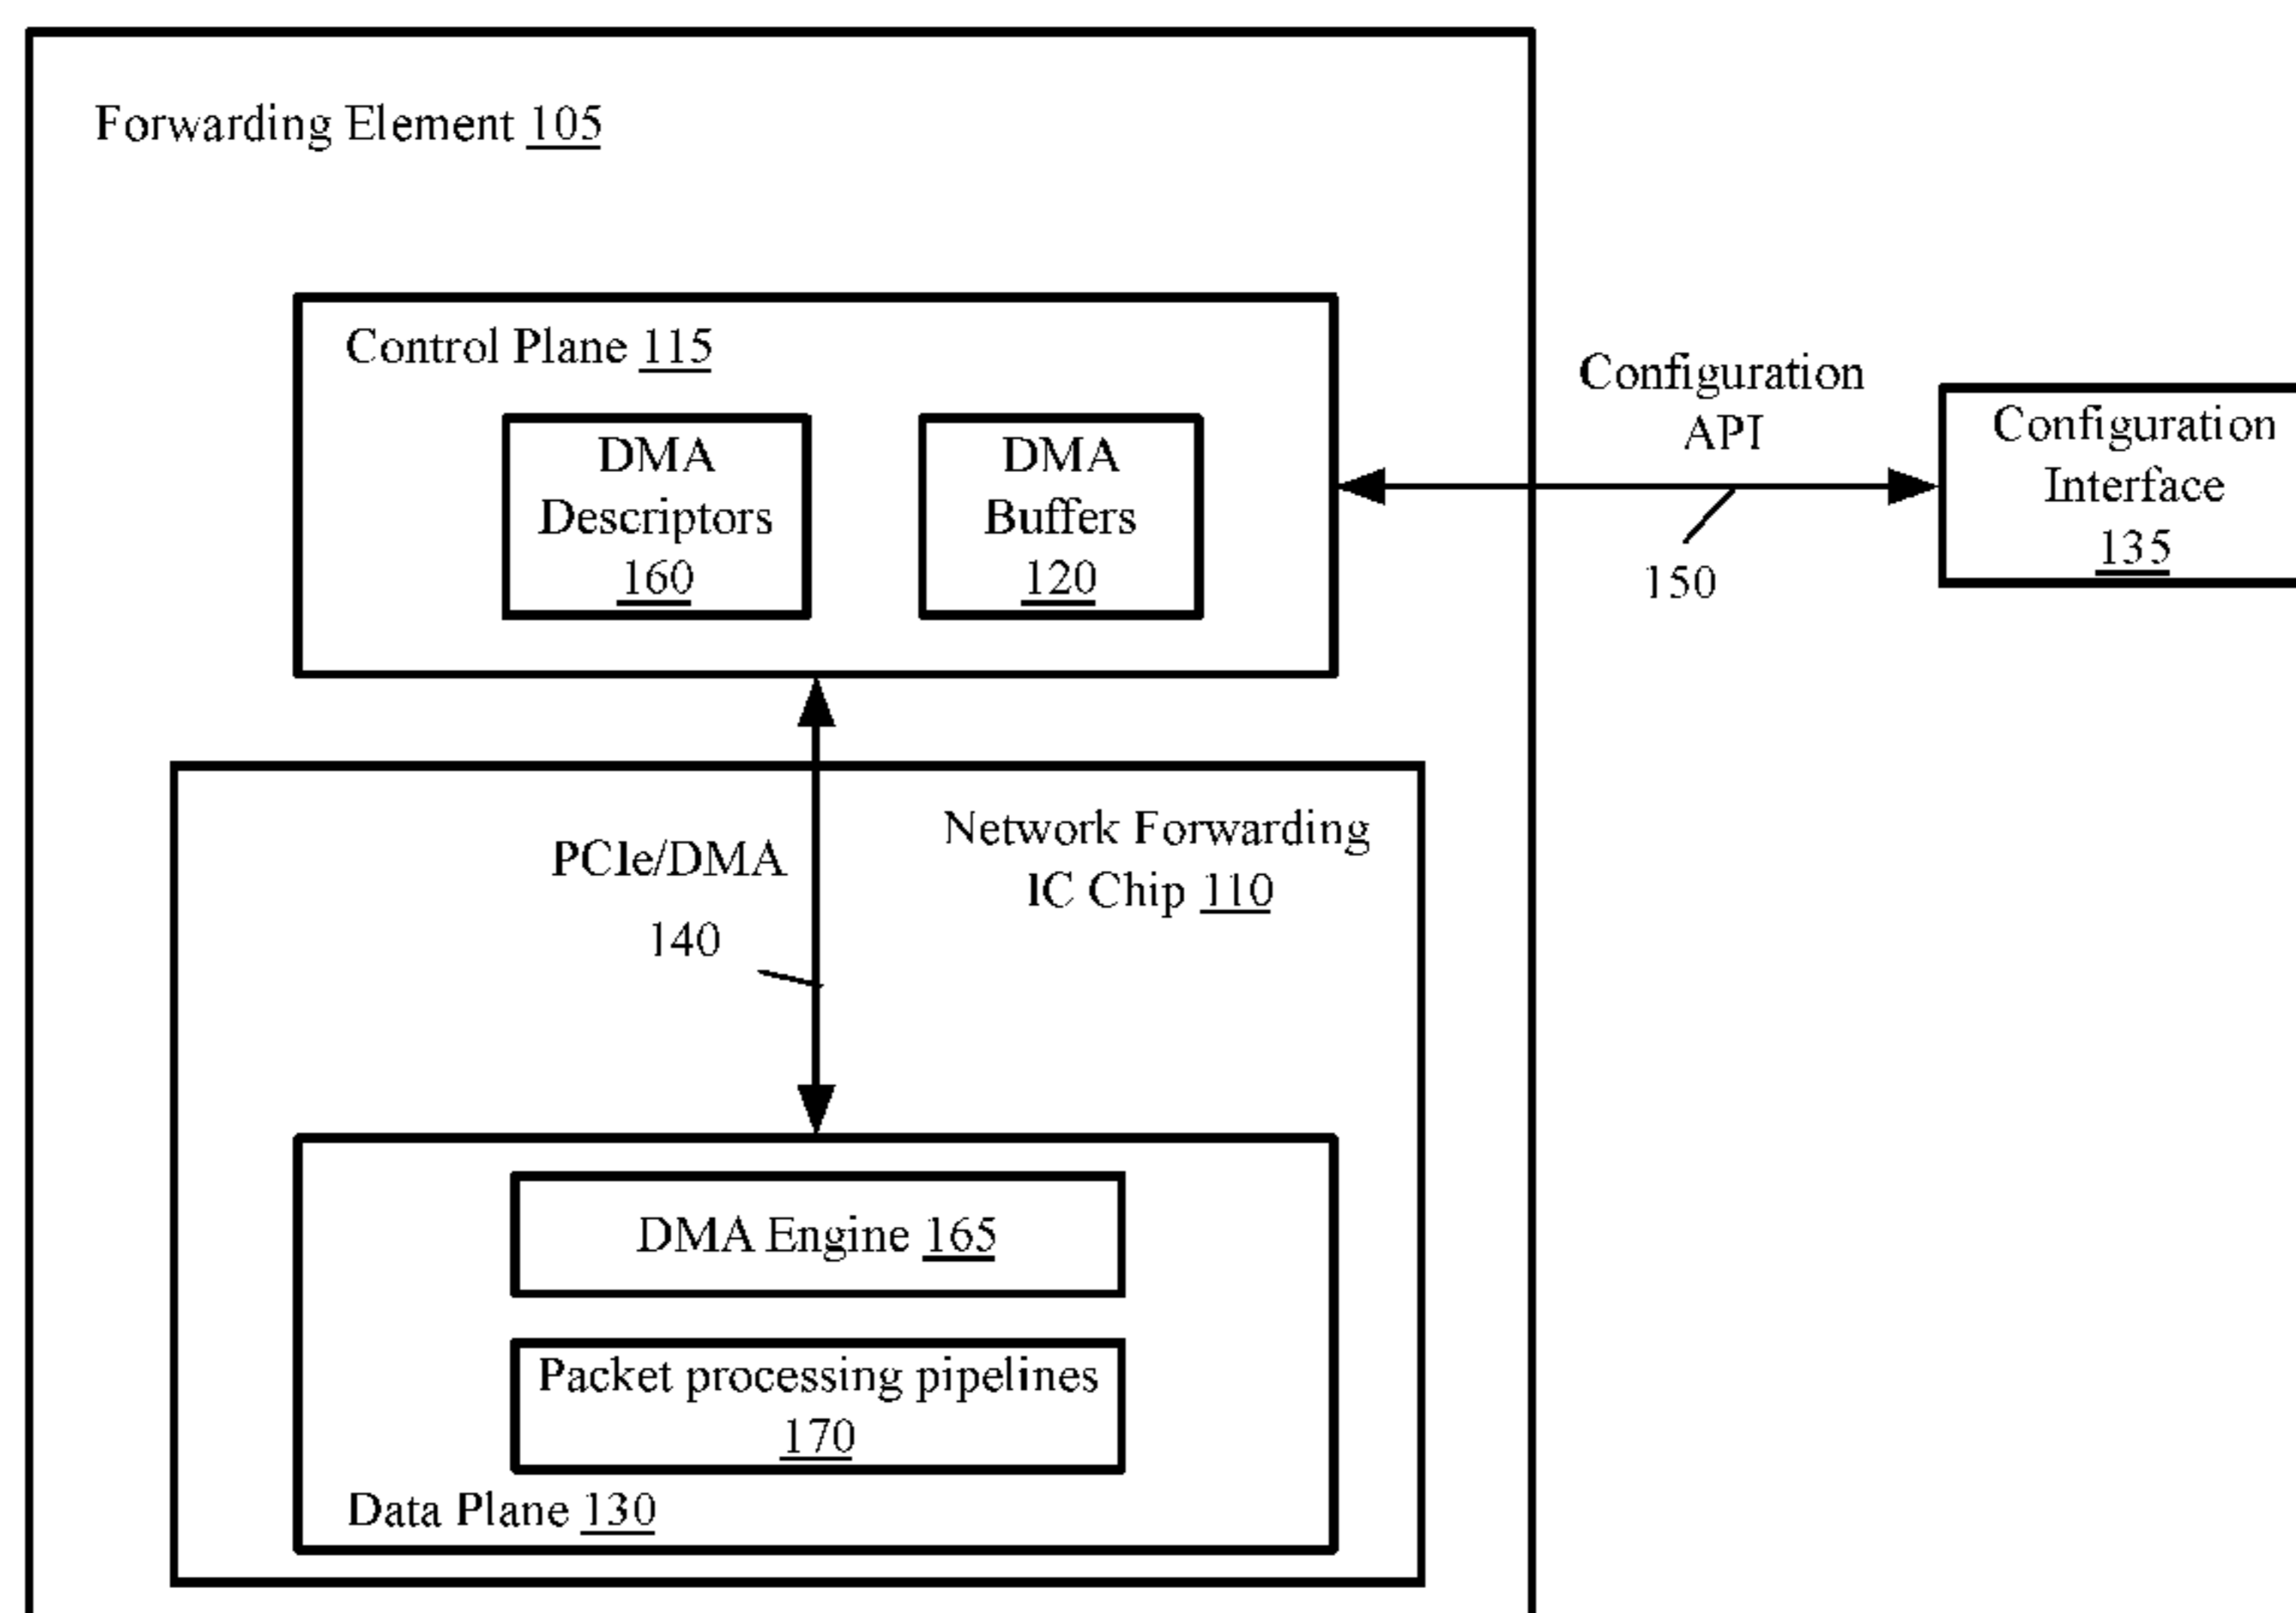 Forwarding Element 105
Control Plane 115
DMA
Descriptors
160
DMA
Buffers
120
Configuration
API
150
Configuration
Interface
135
PCIe/DMA
140
Network Forwarding
IC Chip 110
DMA Engine 165
Packet processing pipelines
170
Data Plane 130